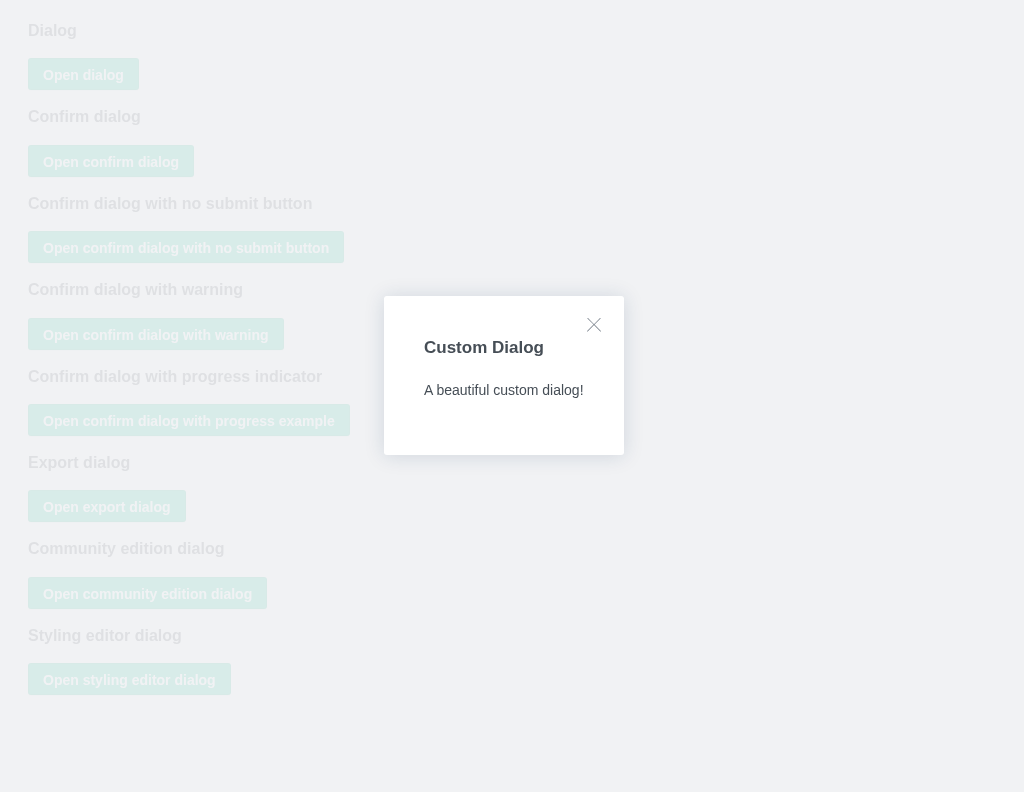 Dialog
Open dialog
Confirm dialog
Open confirm dialog
Confirm dialog with no submit button
Open confirm dialog with no submit button
Confirm dialog with warning
Open confirm dialog with warning
Confirm dialog with progress indicator
Open confirm dialog with progress example
Export dialog
Open export dialog
Community edition dialog
Open community edition dialog
Styling editor dialog
Open styling editor dialog
Custom Dialog
A beautiful custom dialog!